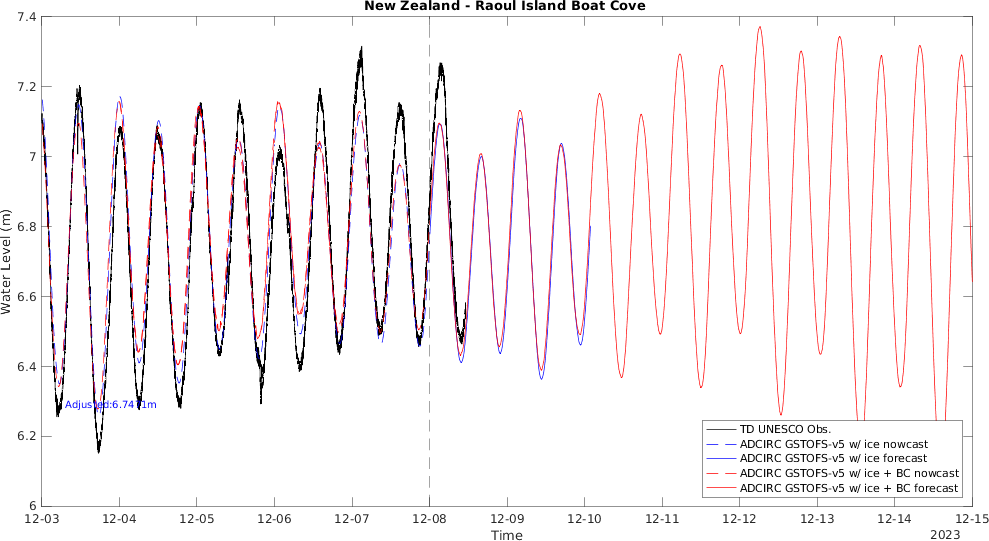 New Zealand - Raoul Island Boat Cove
7.4
7.2
7
6.8
6.6
6.4
6.2
6
Water Level (m)
Adjusted:6.7471m
TD UNESCO Obs.
ADCIRC GSTOFS-v5 w/ ice nowcast
ADCIRC GSTOFS-v5 w/ ice forecast
ADCIRC GSTOFS-v5 w/ ice + BC nowcast
ADCIRC GSTOFS-v5 w/ ice + BC forecast
12-03 12-04 12-05 12-06 12-07 12-08 12-09 12-10 12-11 12-12 12-13 12-14 12-15
Time
2023